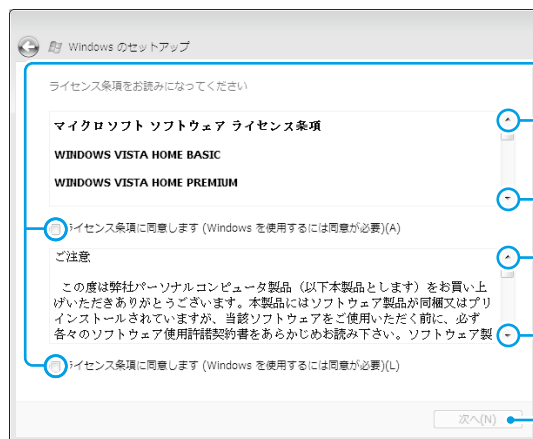 Windows のセットアップ
ライセンス条項をお読みになってください
マイクロソフト ソフトウェア ライセンス条項
WINDOWS VISTA HOME BASIC
WINDOWS VISTA HOME PREMIUM
ライセンス条項に同意します (Windows を使用するには同意が必要)(A)
ご注意
この度は弊社パーソナルコンピュータ製品（以下本製品とします）をお買い上
げいただきありがとうございます。本製品にはソフトウェア製品が同梱又はプリ
インストールされていますが、当該ソフトウェアをご使用いただく前に、必ず
各々のソフトウェア使用許諾契約書をあらかじめお読み下さい。ソフトウェア製
ライセンス条項に同意します (Windows を使用するには同意が必要)(L)
次へ(N)